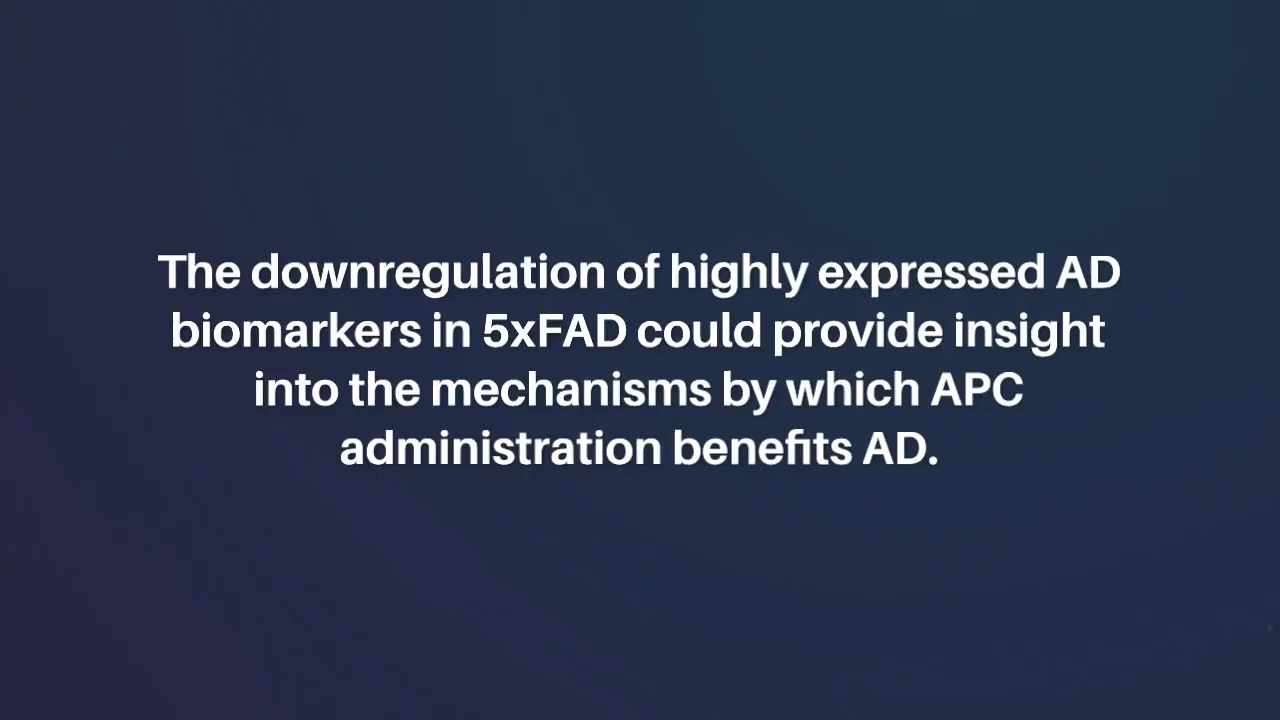 The downregulation of highly expressed AD
biomarkers in 5xFAD could provide insight
into the mechanisms by which APC
administration benefits AD.